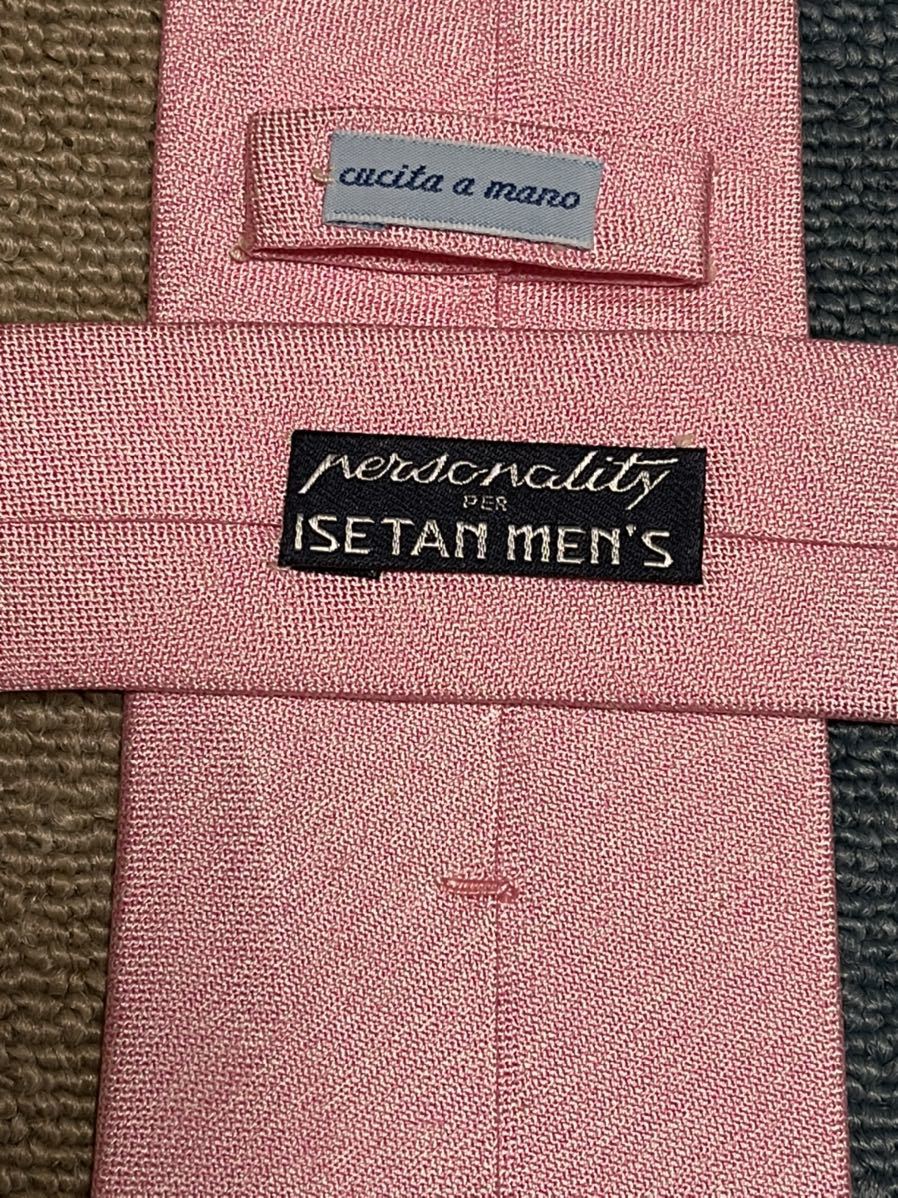 cucita a mano
personality
PER
ISETAN MEN'S